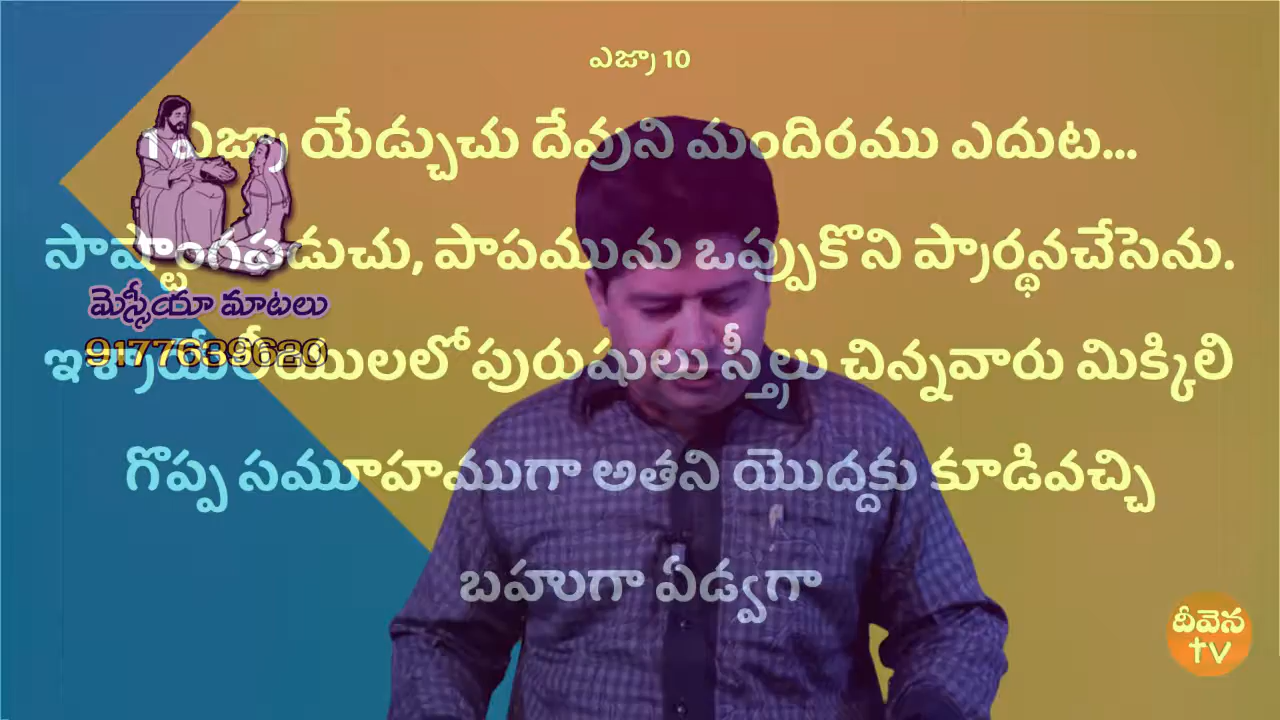 ఎజ్రా 10
1 ఎజ్రా యేడ్చుచు దేవుని మందిరము ఎదుట...
సాష్టాంగపడుచు, పాపమును ఒప్పుకొని ప్రార్థనచేసెను.
ఇశ్రాయేలీయులలో పురుషులు స్త్రీలు చిన్నవారు మిక్కిలి
గొప్ప సమూహముగా అతని యొద్దకు కూడివచ్చి
బహుగా ఏడ్వగా
మెస్సీయా మాటలు
9177639620
దీవెన
tv